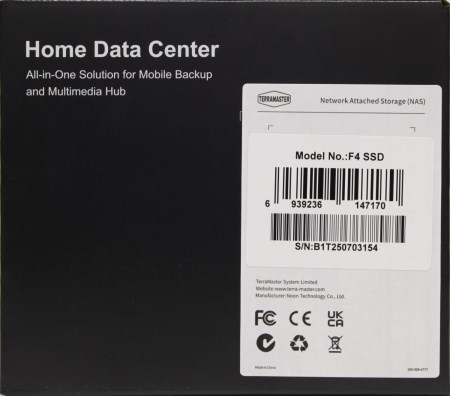 Home Data Center
All-in-One Solution for Mobile Backup
and Multimedia Hub
TERRAMASTER
Network Attached Storage (NAS)
Model No.:F4 SSD
6 939236 147170
S/N:B1T250703154
TerraMaster System Limited
Website:www.terra-master.com
Manufacturer:Noon Technology Co., Ltd.
FC CE UK
CA
Made in China